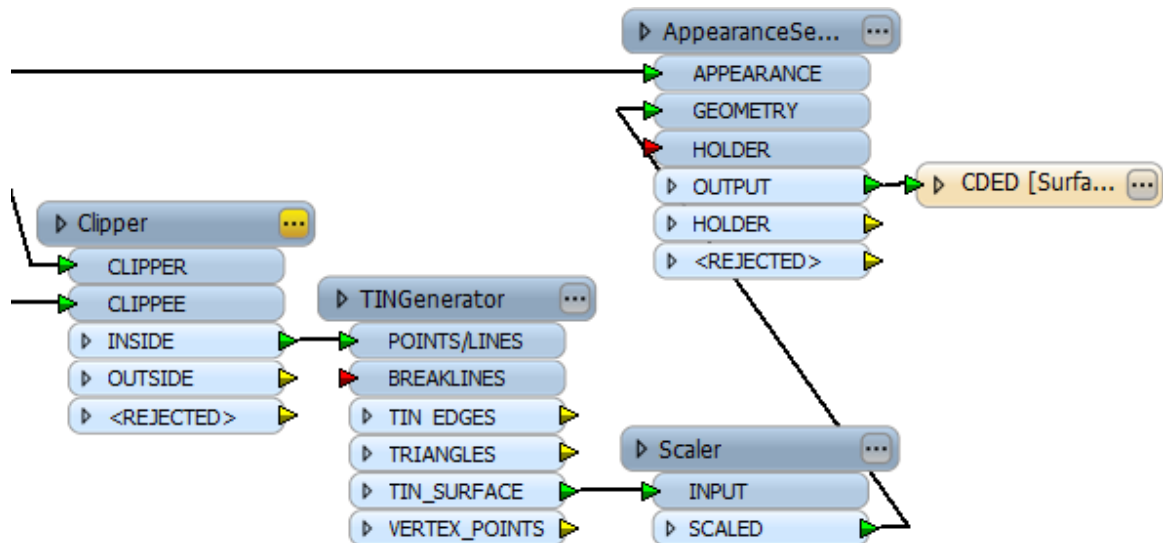 AppearanceSe...
APPEARANCE
GEOMETRY
HOLDER
OUTPUT
HOLDER
<REJECTED>
CDED [Surfa...
Clipper
CLIPPER
CLIPPEE
INSIDE
OUTSIDE
<REJECTED>
TINGenerator
POINTS/LINES
BREAKLINES
TIN_EDGES
TRIANGLES
TIN_SURFACE
VERTEX_POINTS
Scaler
INPUT
SCALED